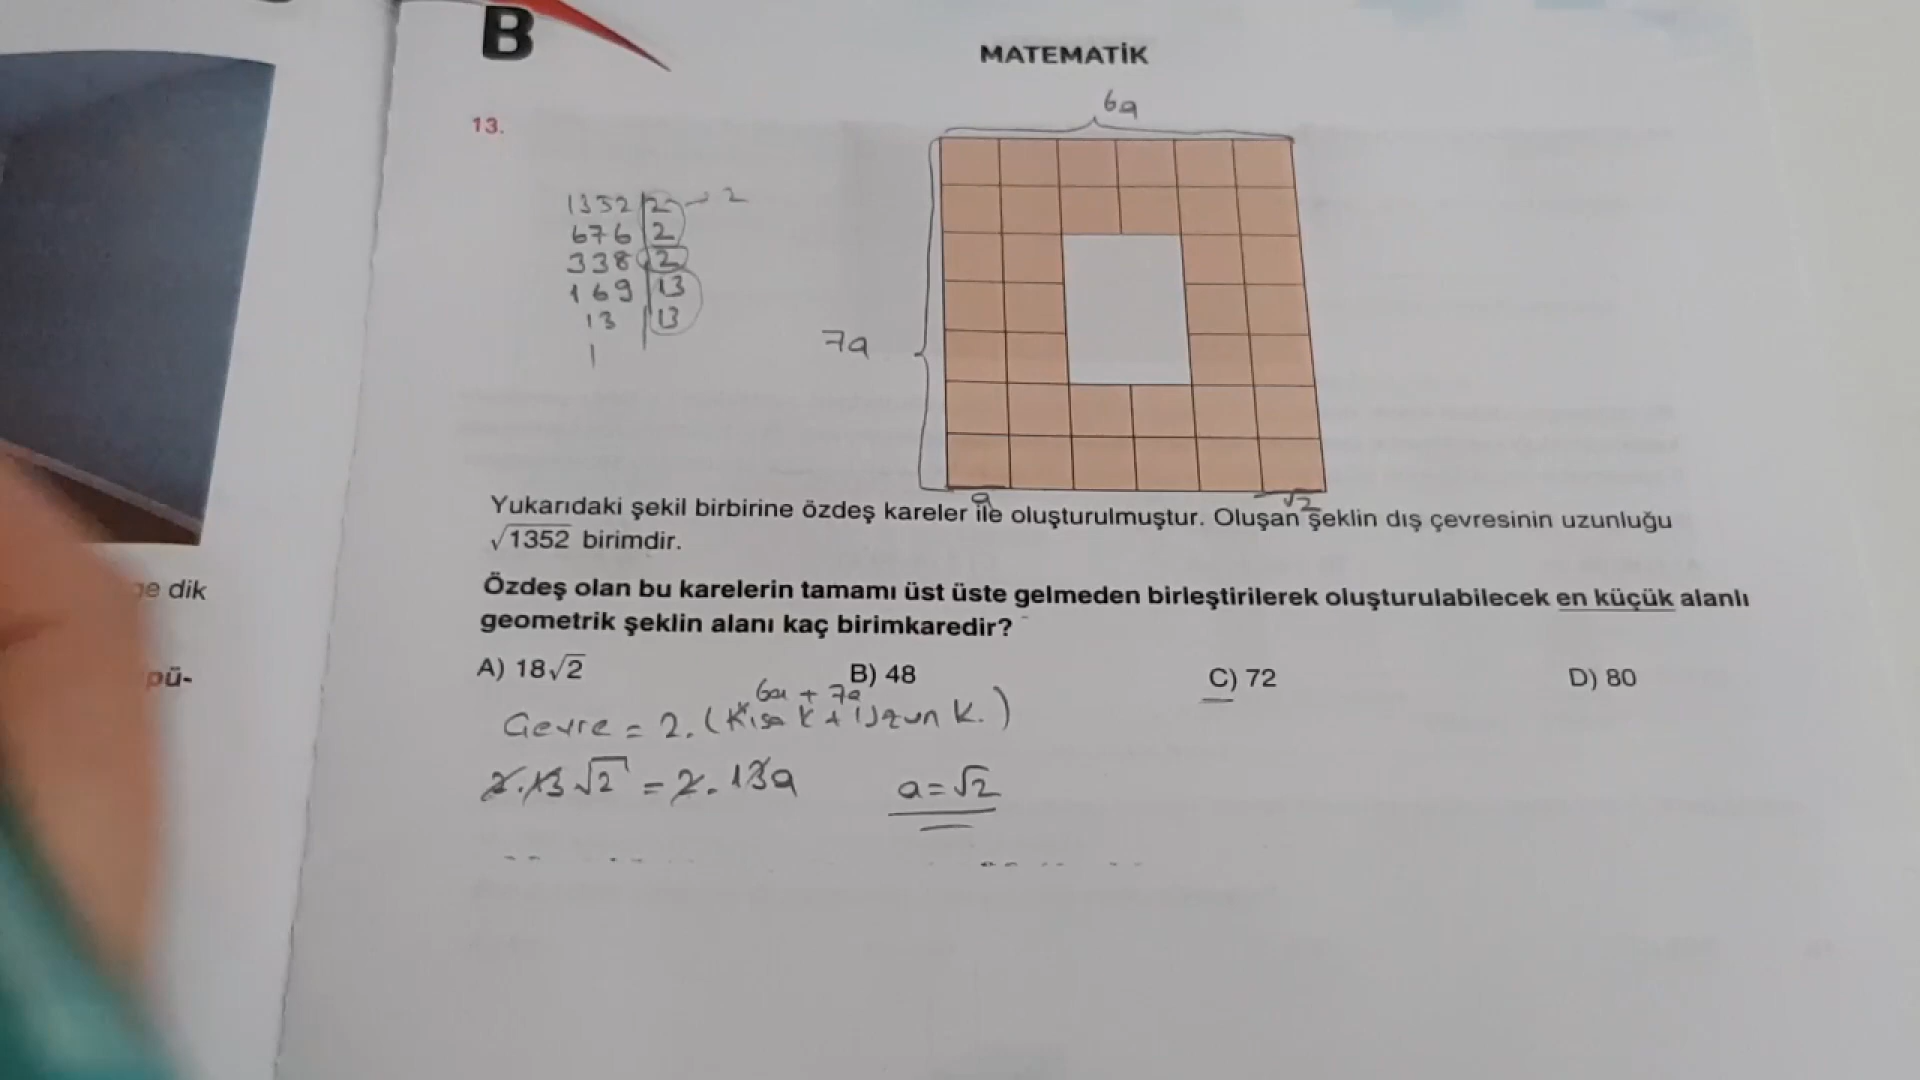 B
MATEMATİK
6a
13.
1352 2 → 2
676 2
338 2
169 13
13 13
1
7a
a
√2
Yukarıdaki şekil birbirine özdeş kareler ile oluşturulmuştur. Oluşan şeklin dış çevresinin uzunluğu
√1352 birimdir.
Özdeş olan bu karelerin tamamı üst üste gelmeden birleştirilerek oluşturulabilecek en küçük alanlı
geometrik şeklin alanı kaç birimkaredir?
A) 18√2 B) 48 C) 72 D) 80
6a + 7a
Çevre = 2. (Kısa K + Uzun K.)
2.13√2 = 2.13a a=√2
dik
pü-